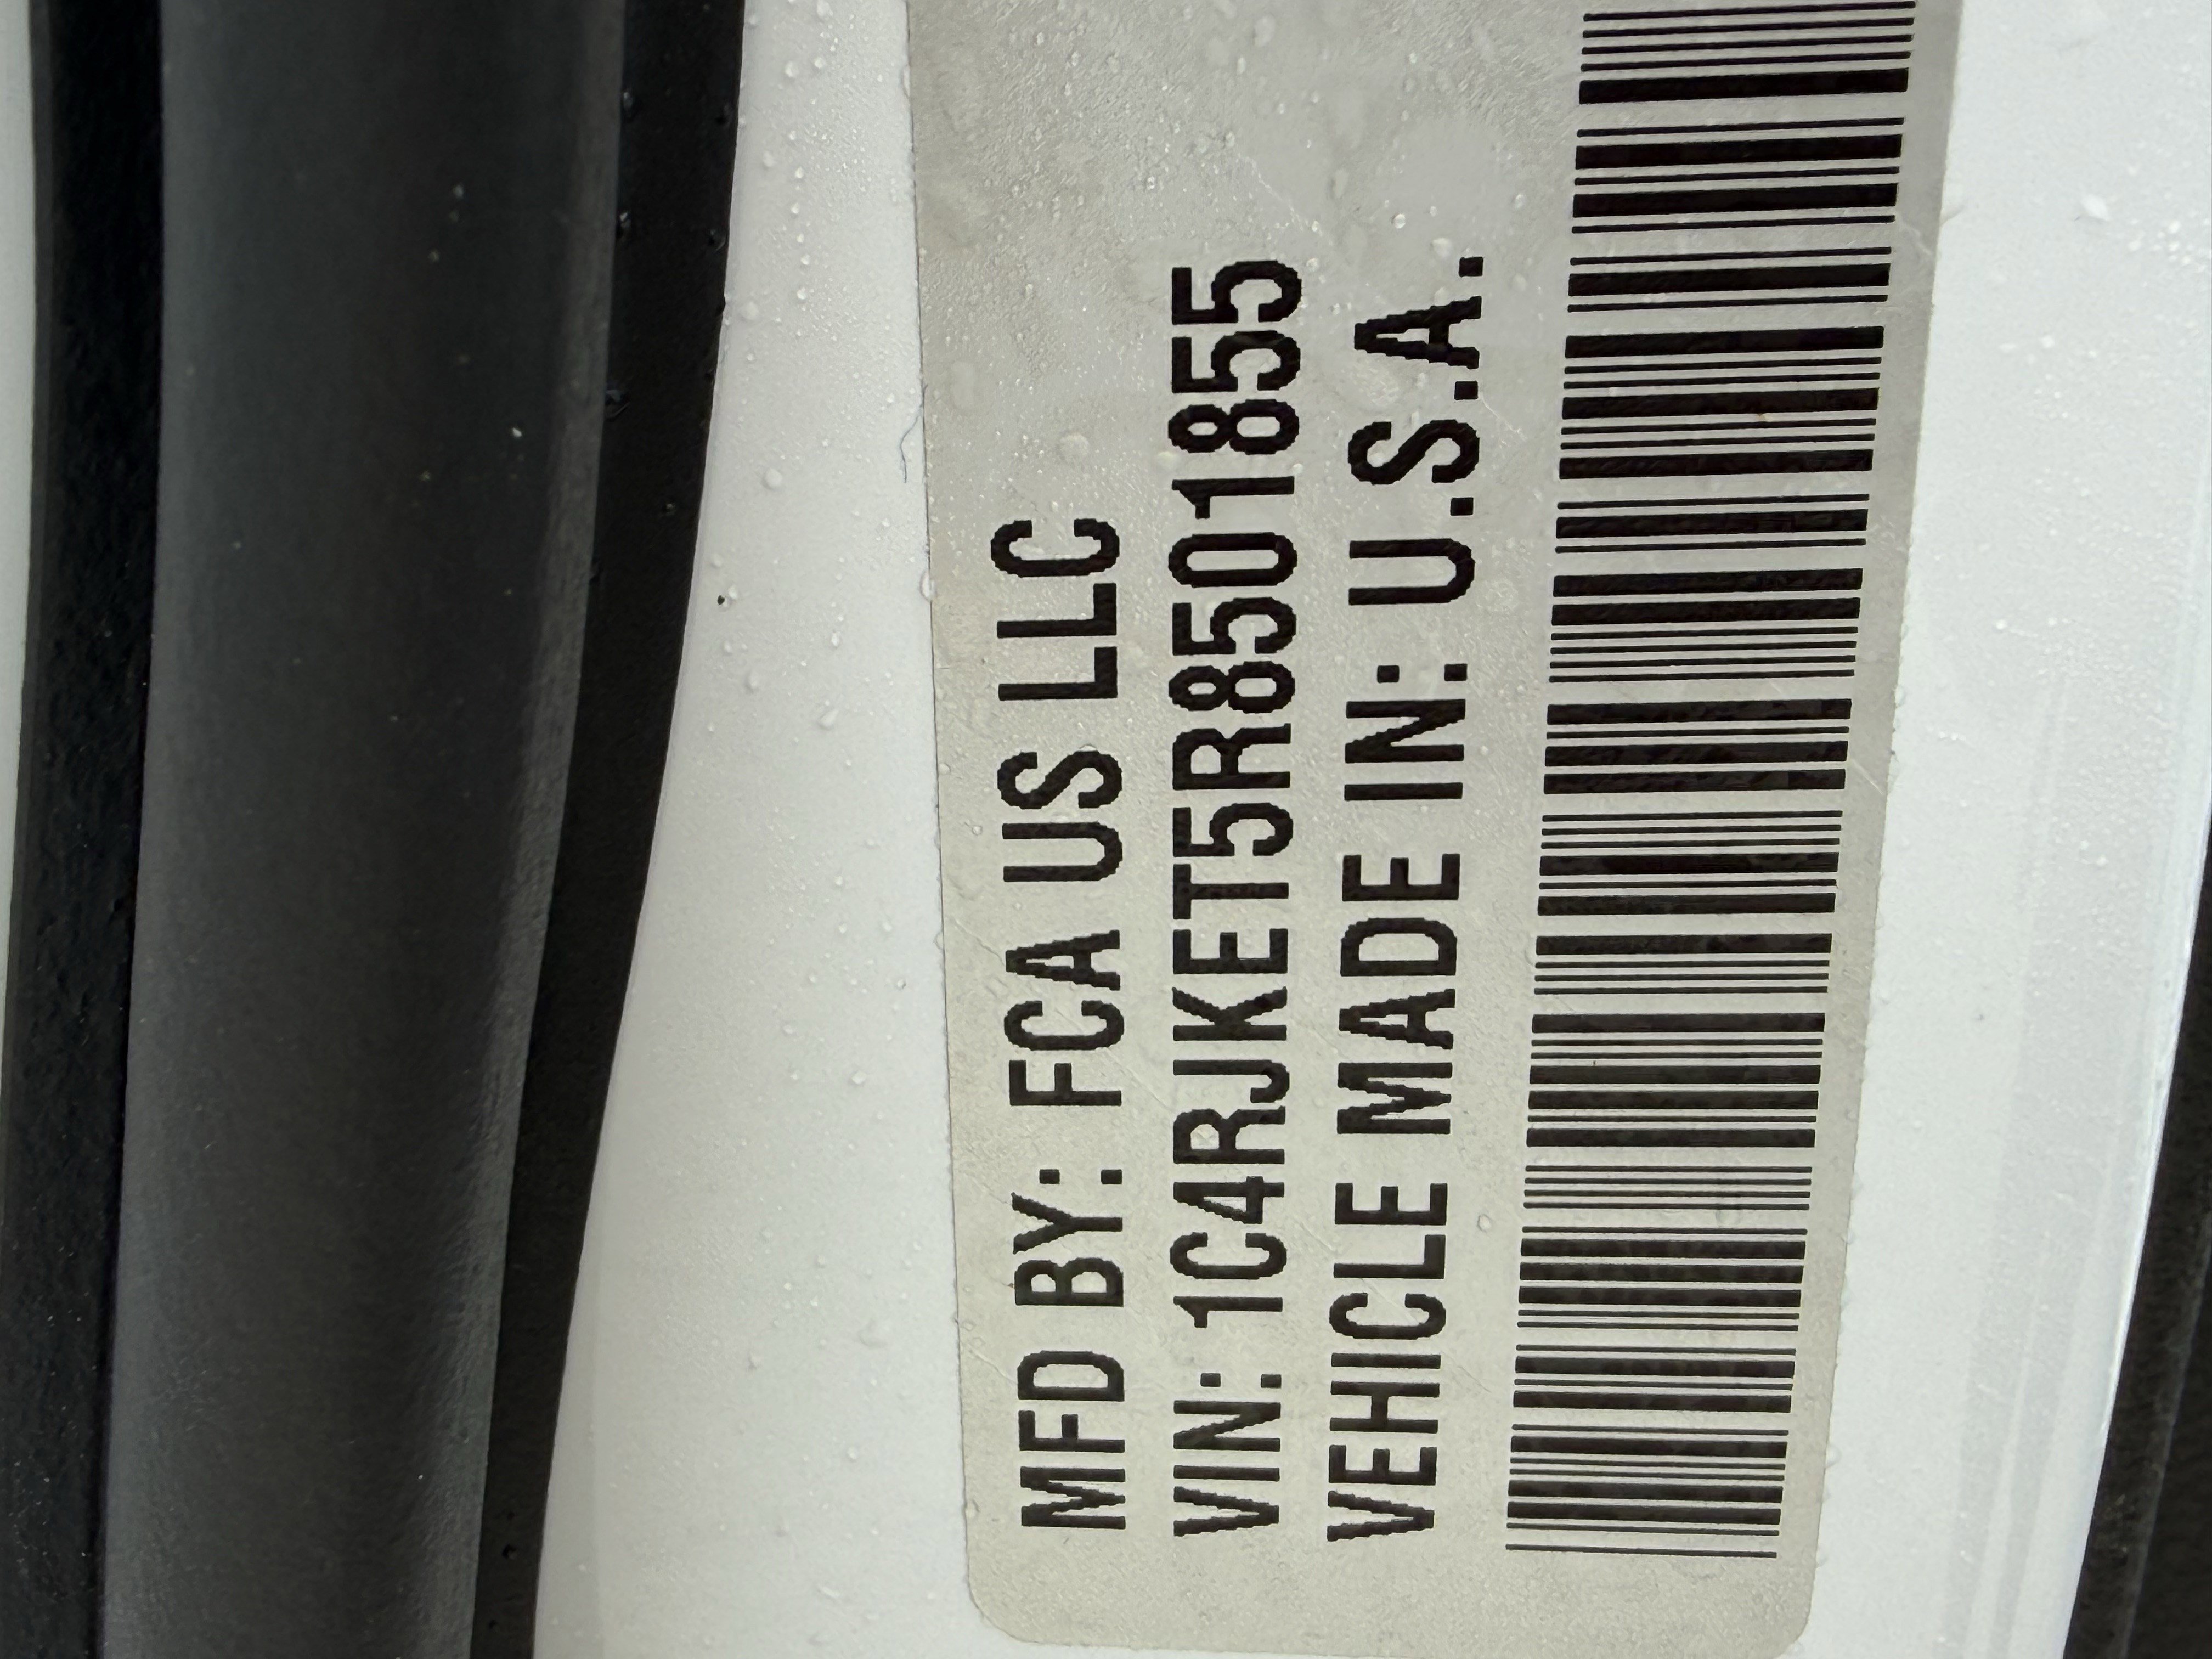 MFD BY: FCA US LLC
VIN: 1C4RJKET5R8501855
VEHICLE MADE IN: U.S.A.